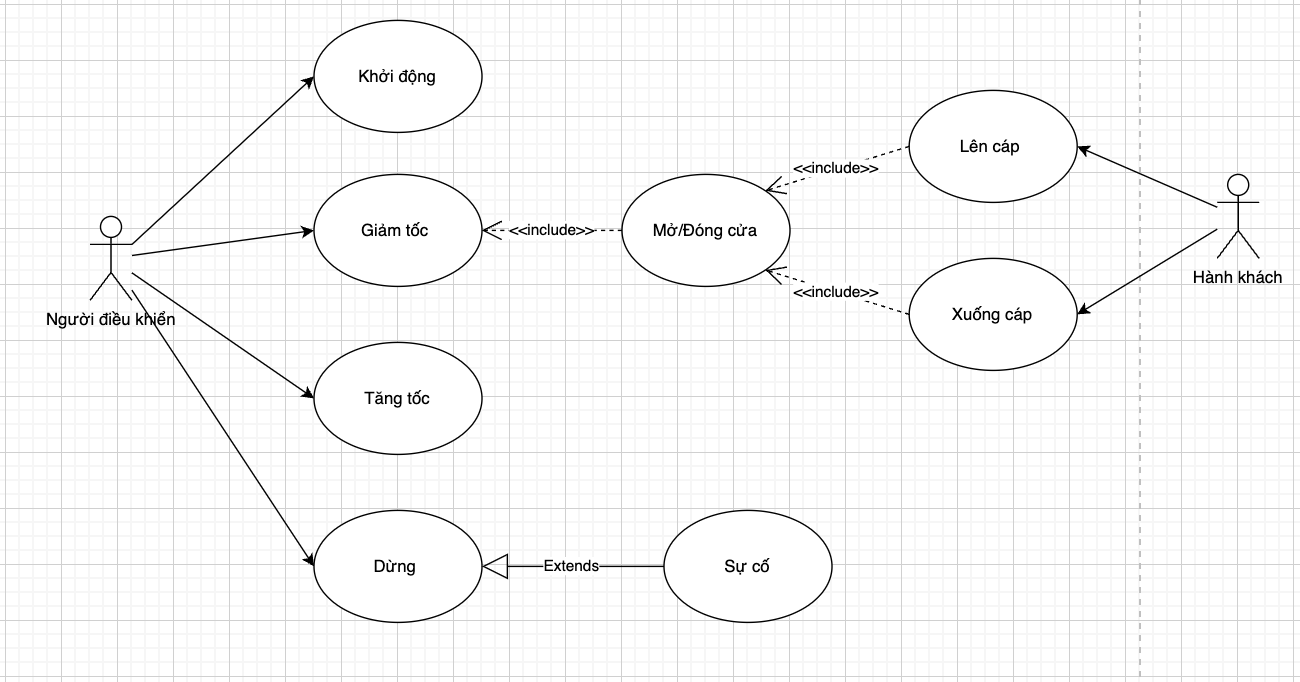 Khởi động
Lên cáp
<<include>>
Giảm tốc
<<include>>
Mở/Đóng cửa
Hành khách
<<include>>
Xuống cáp
Người điều khiển
Tăng tốc
Dừng
Extends
Sự cố